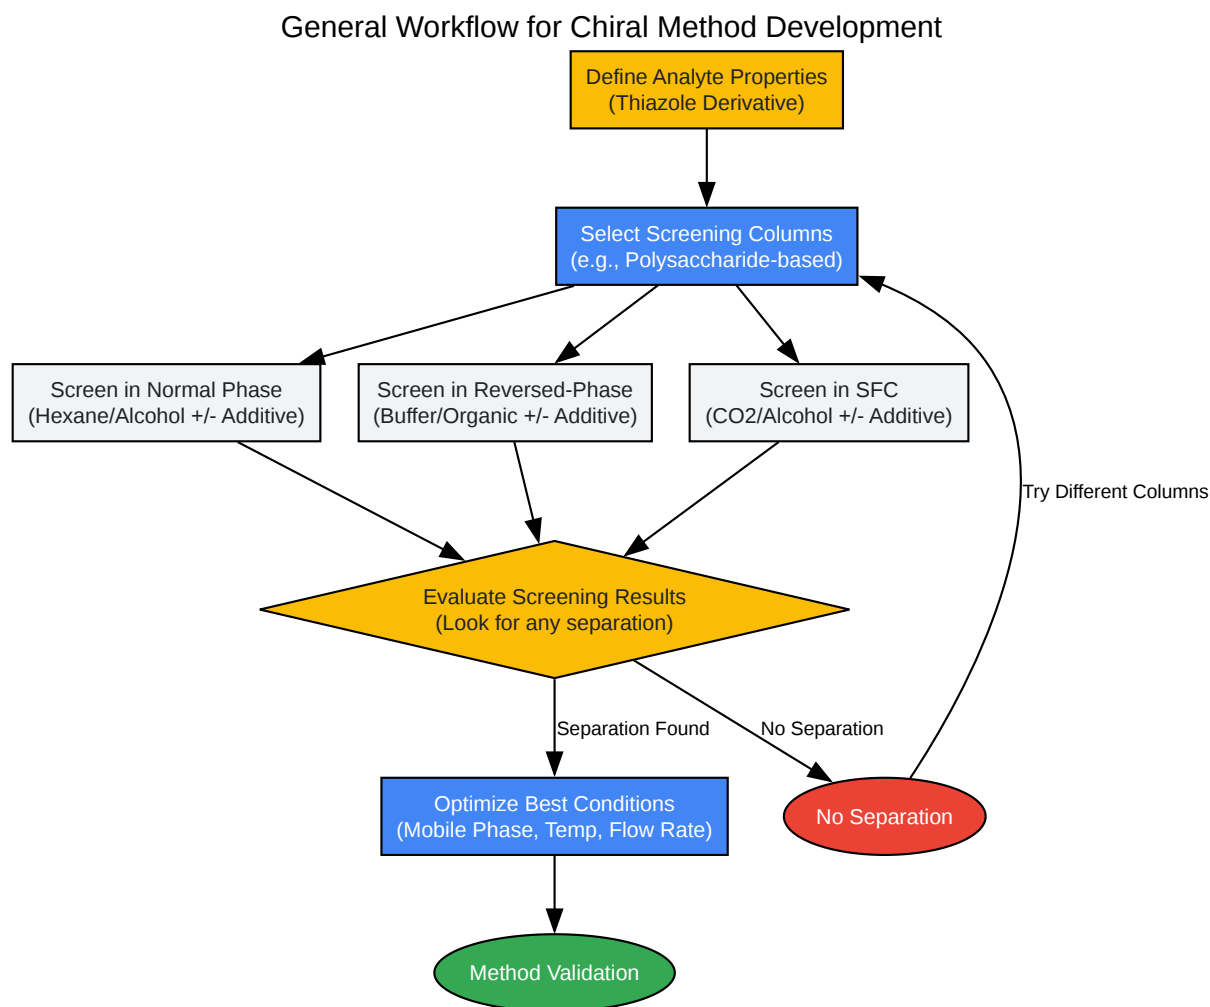 General Workflow for Chiral Method Development
Define Analyte Properties
(Thiazole Derivative)
Select Screening Columns
(e.g., Polysaccharide-based)
Screen in Normal Phase
(Hexane/Alcohol +/- Additive)
Screen in Reversed-Phase
(Buffer/Organic +/- Additive)
Screen in SFC
(CO2/Alcohol +/- Additive)
Try Different Columns
Evaluate Screening Results
(Look for any separation)
Separation Found
No Separation
Optimize Best Conditions
(Mobile Phase, Temp, Flow Rate)
No Separation
Method Validation